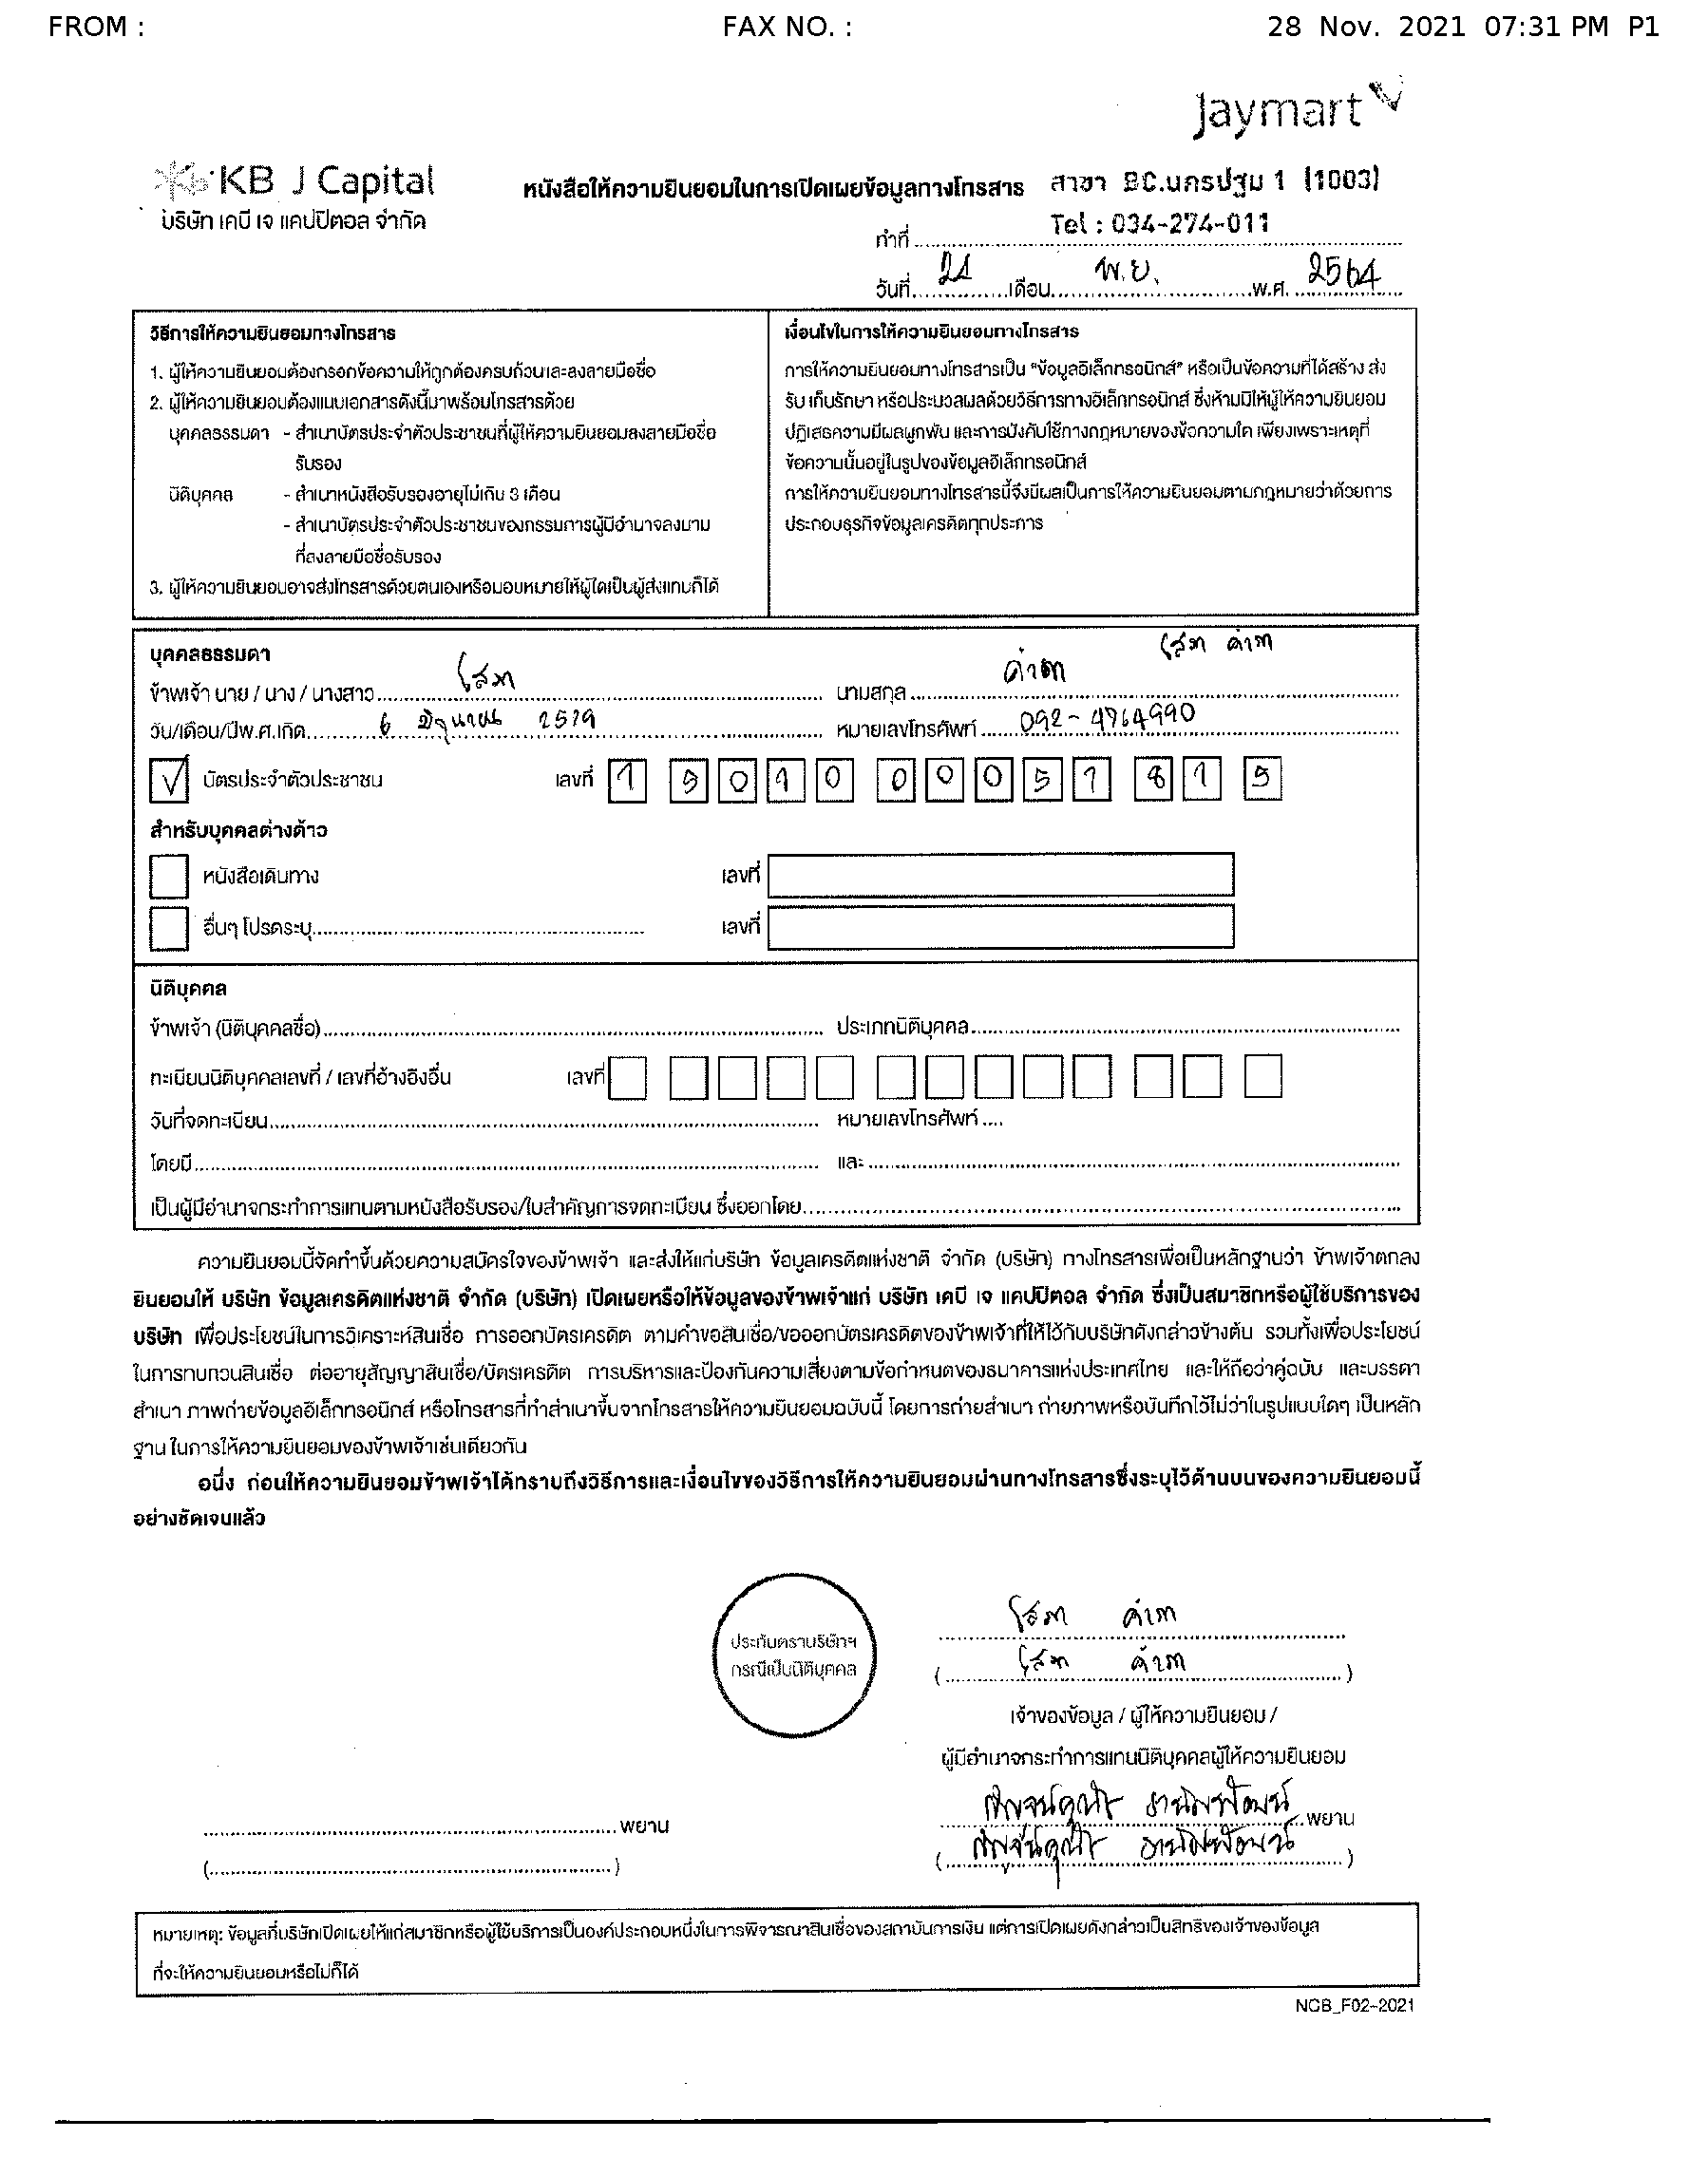 FROM : FAX NO. : 28 Nov. 2021 07:31 PM P1
Jaymart
KB J Capital
บริษัท เคบี เจ แคปปิตอล จำกัด
หนังสือให้ความยินยอมในการเปิดเผยข้อมูลทางโทรสาร
สาขา BC.นครปฐม 1 (1003)
Tel : 034-274-011
ทำที่
วันที่ 21 เดือน พ.ย. พ.ศ. 2564
วิธีการให้ความยินยอมทางโทรสาร
1. ผู้ให้ความยินยอมต้องกรอกข้อความให้ถูกต้องครบถ้วนและลงลายมือชื่อ
2. ผู้ให้ความยินยอมต้องแนบเอกสารดังนี้มาพร้อมโทรสารด้วย
บุคคลธรรมดา - สำเนาบัตรประจำตัวประชาชนที่ผู้ให้ความยินยอมลงลายมือชื่อ
รับรอง
นิติบุคคล - สำเนาหนังสือรับรองอายุไม่เกิน 3 เดือน
- สำเนาบัตรประจำตัวประชาชนของกรรมการผู้มีอำนาจลงนาม
ที่ลงลายมือชื่อรับรอง
3. ผู้ให้ความยินยอมอาจส่งโทรสารด้วยตนเองหรือมอบหมายให้ผู้ใดเป็นผู้ส่งแทนก็ได้
เงื่อนไขในการให้ความยินยอมทางโทรสาร
การให้ความยินยอมทางโทรสารเป็น "ข้อมูลอิเล็กทรอนิกส์" หรือเป็นข้อความที่ได้สร้าง ส่ง
รับ เก็บรักษา หรือประมวลผลด้วยวิธีการทางอิเล็กทรอนิกส์ ซึ่งห้ามมิให้ผู้ให้ความยินยอม
ปฏิเสธความมีผลผูกพัน และการบังคับใช้ทางกฎหมายของข้อความใด เพียงเพราะเหตุที่
ข้อความนั้นอยู่ในรูปของข้อมูลอิเล็กทรอนิกส์
การให้ความยินยอมทางโทรสารนี้จึงมีผลเป็นการให้ความยินยอมตามกฎหมายว่าด้วยการ
ประกอบธุรกิจข้อมูลเครดิตทุกประการ
บุคคลธรรมดา
โสภา คำภา
ข้าพเจ้า นาย / นาง / นางสาว โสภา นามสกุล คำภา
วัน/เดือน/ปีพ.ศ.เกิด 6 มิถุนายน 2519 หมายเลขโทรศัพท์ 092-4764990
บัตรประจำตัวประชาชน เลขที่ 1 5 0 1 0 0 0 0 5 7 8 1 5
สำหรับบุคคลต่างด้าว
หนังสือเดินทาง เลขที่
อื่นๆ โปรดระบุ เลขที่
นิติบุคคล
ข้าพเจ้า (นิติบุคคลชื่อ) ประเภทนิติบุคคล
ทะเบียนนิติบุคคลเลขที่ / เลขที่อ้างอิงอื่น เลขที่
วันที่จดทะเบียน หมายเลขโทรศัพท์
โดยมี และ
เป็นผู้มีอำนาจกระทำการแทนตามหนังสือรับรอง/ใบสำคัญการจดทะเบียน ซึ่งออกโดย
ความยินยอมนี้จัดทำขึ้นด้วยความสมัครใจของข้าพเจ้า และส่งให้แก่บริษัท ข้อมูลเครดิตแห่งชาติ จำกัด (บริษัท) ทางโทรสารเพื่อเป็นหลักฐานว่า ข้าพเจ้าตกลง
ยินยอมให้ บริษัท ข้อมูลเครดิตแห่งชาติ จำกัด (บริษัท) เปิดเผยหรือให้ข้อมูลของข้าพเจ้าแก่ บริษัท เคบี เจ แคปปิตอล จำกัด ซึ่งเป็นสมาชิกหรือผู้ใช้บริการของ
บริษัท เพื่อประโยชน์ในการวิเคราะห์สินเชื่อ การออกบัตรเครดิต ตามคำขอสินเชื่อ/ขอออกบัตรเครดิตของข้าพเจ้าที่ให้ไว้กับบริษัทดังกล่าวข้างต้น รวมทั้งเพื่อประโยชน์
ในการทบทวนสินเชื่อ ต่ออายุสัญญาสินเชื่อ/บัตรเครดิต การบริหารและป้องกันความเสี่ยงตามข้อกำหนดของธนาคารแห่งประเทศไทย และให้ถือว่าคู่ฉบับ และบรรดา
สำเนา ภาพถ่ายข้อมูลอิเล็กทรอนิกส์ หรือโทรสารที่ทำสำเนาขึ้นจากโทรสารให้ความยินยอมฉบับนี้ โดยการถ่ายสำเนา ถ่ายภาพหรือบันทึกไว้ไม่ว่าในรูปแบบใดๆ เป็นหลัก
ฐาน ในการให้ความยินยอมของข้าพเจ้าเช่นเดียวกัน
อนึ่ง ก่อนให้ความยินยอมข้าพเจ้าได้ทราบถึงวิธีการและเงื่อนไขของวิธีการให้ความยินยอมผ่านทางโทรสารซึ่งระบุไว้ด้านบนของความยินยอมนี้
อย่างชัดเจนแล้ว
ประทับตราบริษัทฯ
กรณีเป็นนิติบุคคล
โสภา คำภา
( โสภา คำภา )
เจ้าของข้อมูล / ผู้ให้ความยินยอม /
ผู้มีอำนาจกระทำการแทนนิติบุคคลผู้ให้ความยินยอม
พยาน พยาน
หมายเหตุ: ข้อมูลที่บริษัทเปิดเผยให้แก่สมาชิกหรือผู้ใช้บริการเป็นองค์ประกอบหนึ่งในการพิจารณาสินเชื่อของสถาบันการเงิน แต่การเปิดเผยดังกล่าวเป็นสิทธิของเจ้าของข้อมูล
ที่จะให้ความยินยอมหรือไม่ก็ได้
NCB_F02-2021